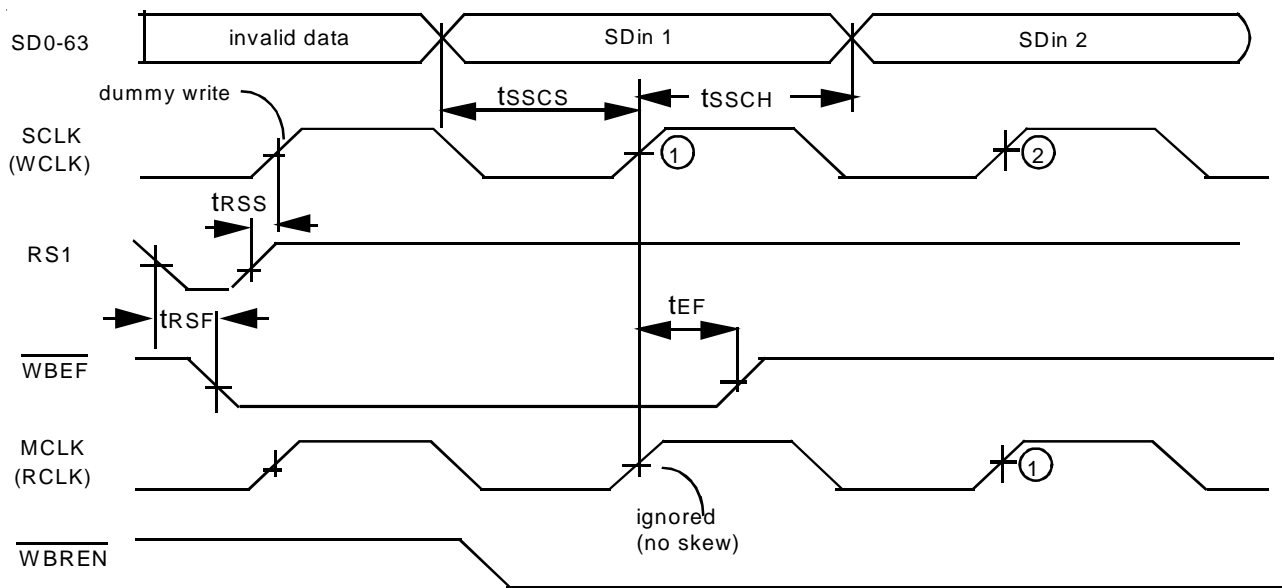 SD0-63
invalid data
SDin 1
SDin 2
dummy write
tSSCS
tSSCH
SCLK
(WCLK)
1
2
tRSS
RS1
tRSF
tEF
WBEF
MCLK
(RCLK)
1
ignored
(no skew)
WBREN